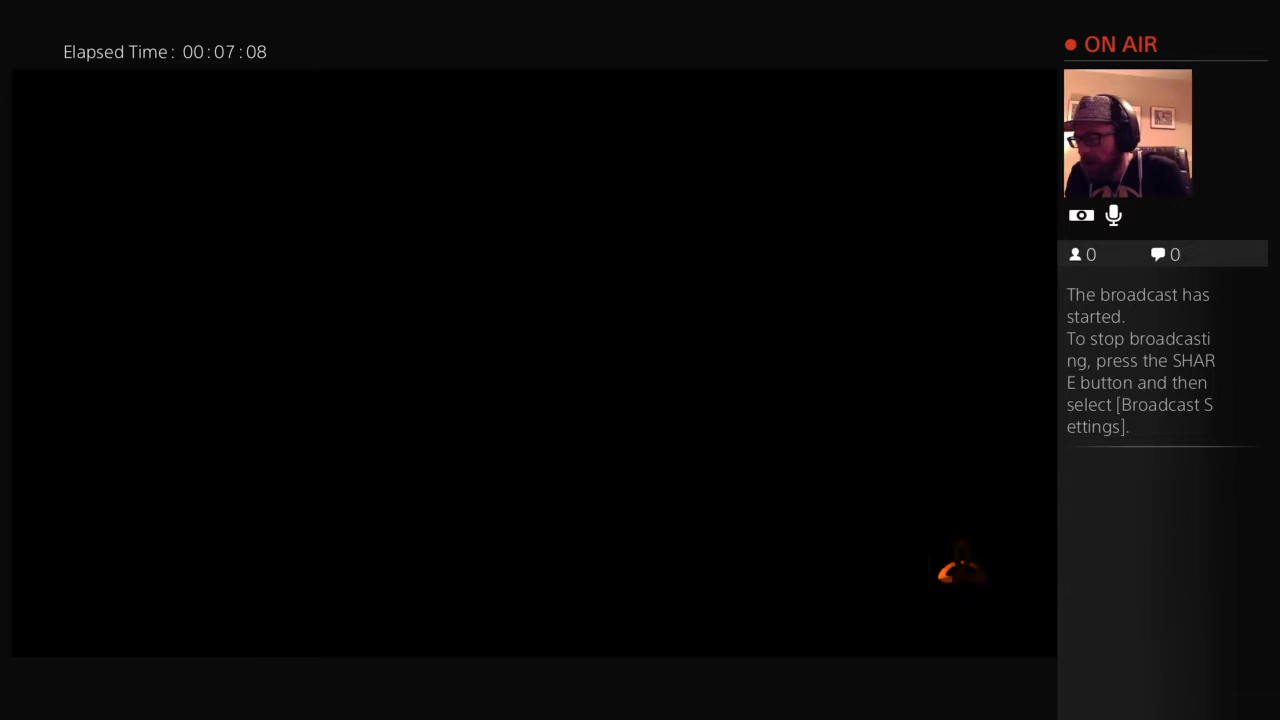 Elapsed Time: 00:07:08
ON AIR
0
0
The broadcast has
started.
To stop broadcasti
ng, press the SHAR
E button and then
select [Broadcast S
ettings].